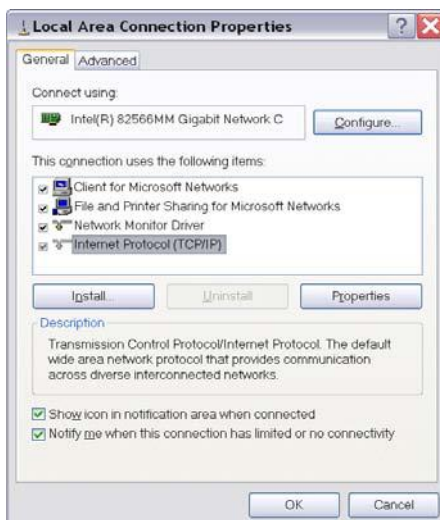 Local Area Connection Properties
General Advanced
Connect using:
Intel(R) 82566MM Gigabit Network C
Configure...
This connection uses the following items:
Client for Microsoft Networks
File and Printer Sharing for Microsoft Networks
Network Monitor Driver
Internet Protocol (TCP/IP)
Install... Uninstall Properties
Description
Transmission Control Protocol/Internet Protocol. The default
wide area network protocol that provides communication
across diverse interconnected networks.
Show icon in notification area when connected
Notify me when this connection has limited or no connectivity
OK Cancel